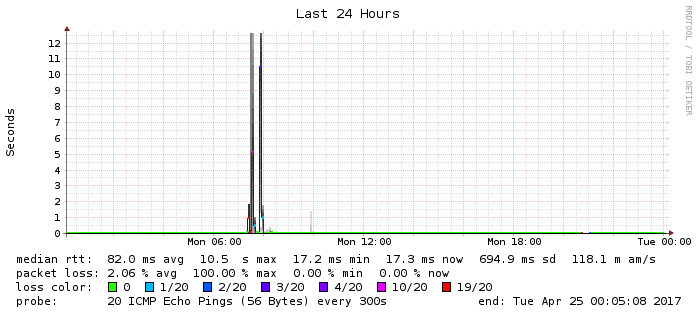 Last 24 Hours
RRDTOOL / TOBI OETIKER
Seconds
12
11
10
9
8
7
6
5
4
3
2
1
0
Mon 06:00 Mon 12:00 Mon 18:00 Tue 00:00
median rtt: 82.0 ms avg 10.5 s max 17.2 ms min 17.3 ms now 694.9 ms sd 118.1 m am/s
packet loss: 2.06 % avg 100.00 % max 0.00 % min 0.00 % now
loss color: 0 1/20 2/20 3/20 4/20 10/20 19/20
probe: 20 ICMP Echo Pings (56 Bytes) every 300s end: Tue Apr 25 00:05:08 2017